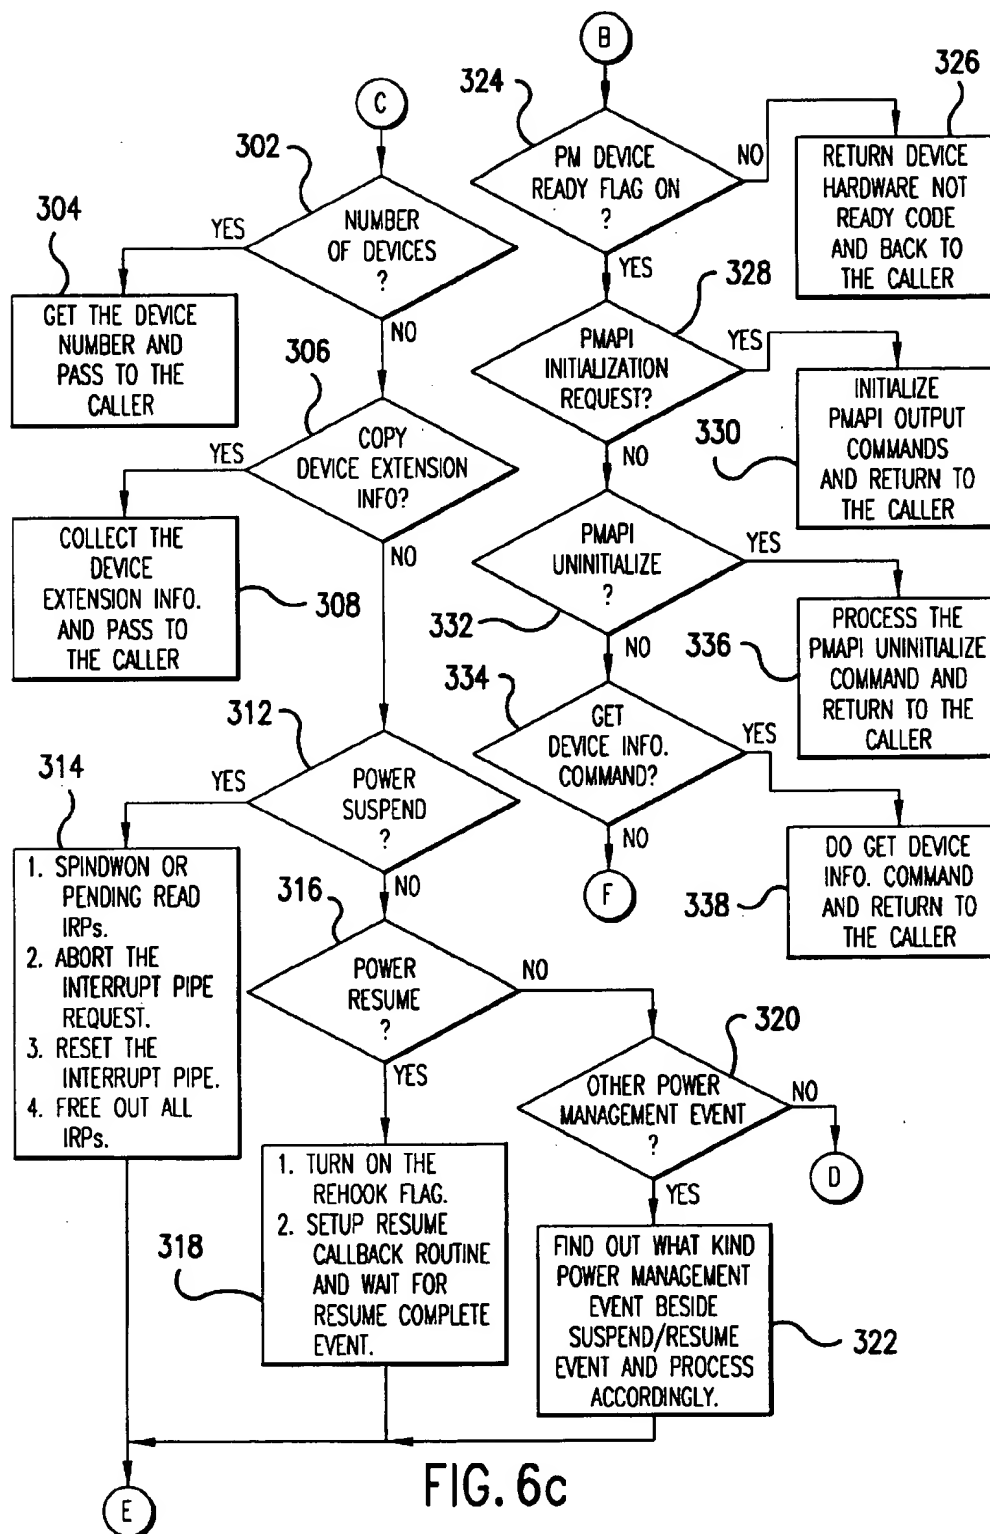 B
324
PM DEVICE
READY FLAG ON
?
NO
YES
326
RETURN DEVICE
HARDWARE NOT
READY CODE
AND BACK TO
THE CALLER
328
PMAPI
INITIALIZATION
REQUEST?
YES
NO
INITIALIZE
PMAPI OUTPUT
COMMANDS
AND RETURN TO
THE CALLER
330
PMAPI
UNINITIALIZE
?
332
YES
NO
PROCESS THE
PMAPI UNINITIALIZE
COMMAND AND
RETURN TO THE
CALLER
336
334
GET
DEVICE INFO.
COMMAND?
YES
NO
F
DO GET DEVICE
INFO. COMMAND
AND RETURN TO
THE CALLER
338
C
302
NUMBER
OF DEVICES
?
YES
NO
304
GET THE DEVICE
NUMBER AND
PASS TO THE
CALLER
306
COPY
DEVICE EXTENSION
INFO?
YES
NO
COLLECT THE
DEVICE
EXTENSION INFO.
AND PASS TO
THE CALLER
308
312
POWER
SUSPEND
?
YES
NO
314
1. SPINDWON OR
PENDING READ
IRPs.
2. ABORT THE
INTERRUPT PIPE
REQUEST.
3. RESET THE
INTERRUPT PIPE.
4. FREE OUT ALL
IRPs.
316
POWER
RESUME
?
NO
YES
318
1. TURN ON THE
REHOOK FLAG.
2. SETUP RESUME
CALLBACK ROUTINE
AND WAIT FOR
RESUME COMPLETE
EVENT.
320
OTHER POWER
MANAGEMENT EVENT
?
NO
D
YES
FIND OUT WHAT KIND
POWER MANAGEMENT
EVENT BESIDE
SUSPEND/RESUME
EVENT AND PROCESS
ACCORDINGLY.
322
E
FIG. 6c